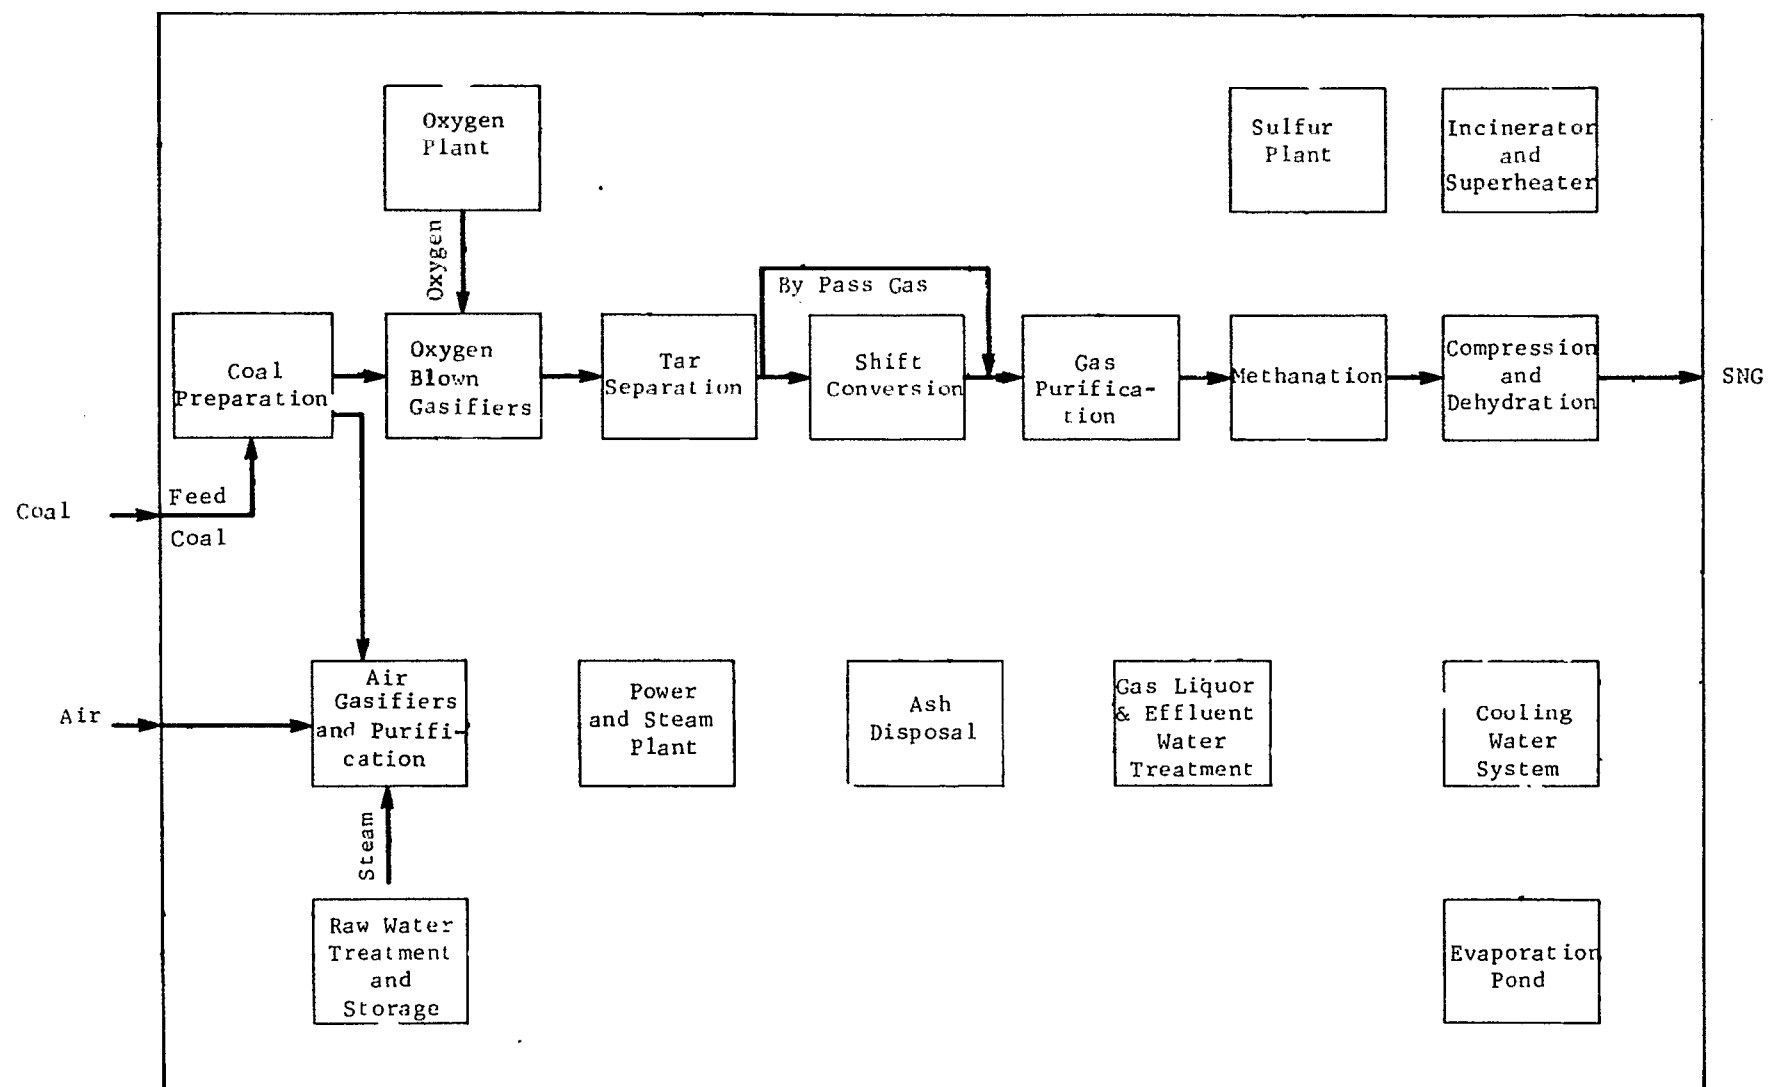 Oxygen
Plant
Sulfur
Plant
Incinerator
and
Superheater
Oxygen
By Pass Gas
Coal
Preparation
Oxygen
Blown
Gasifiers
Tar
Separation
Shift
Conversion
Gas
Purifica-
tion
Methanation
Compression
and
Dehydration
SNG
Coal
Feed
Coal
Air
Air
Gasifiers
and Purifi-
cation
Power
and Steam
Plant
Ash
Disposal
Gas Liquor
& Effluent
Water
Treatment
Cooling
Water
System
Steam
Raw Water
Treatment
and
Storage
Evaporation
Pond